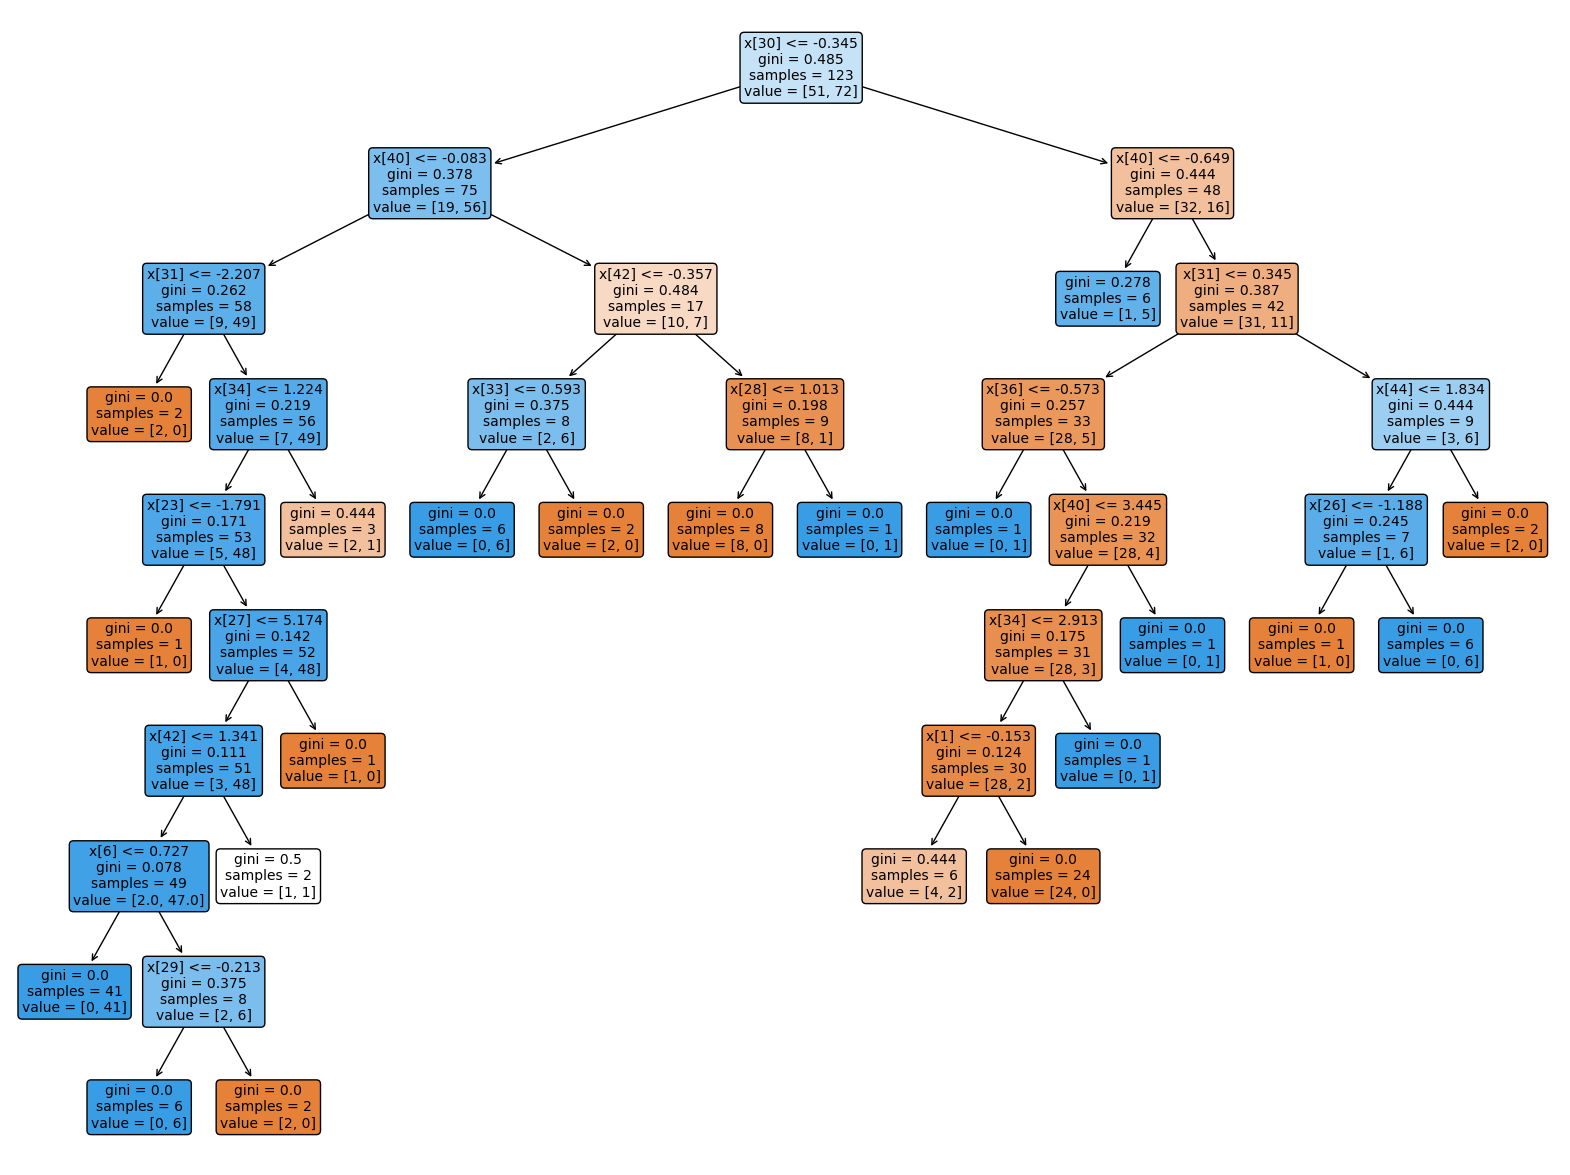 x[30] <= -0.345
gini = 0.485
samples = 123
value = [51, 72]
x[40] <= -0.083
gini = 0.378
samples = 75
value = [19, 56]
x[40] <= -0.649
gini = 0.444
samples = 48
value = [32, 16]
x[31] <= -2.207
gini = 0.262
samples = 58
value = [9, 49]
x[42] <= -0.357
gini = 0.484
samples = 17
value = [10, 7]
gini = 0.278
samples = 6
value = [1, 5]
x[31] <= 0.345
gini = 0.387
samples = 42
value = [31, 11]
gini = 0.0
samples = 2
value = [2, 0]
x[34] <= 1.224
gini = 0.219
samples = 56
value = [7, 49]
x[33] <= 0.593
gini = 0.375
samples = 8
value = [2, 6]
x[28] <= 1.013
gini = 0.198
samples = 9
value = [8, 1]
x[36] <= -0.573
gini = 0.257
samples = 33
value = [28, 5]
x[44] <= 1.834
gini = 0.444
samples = 9
value = [3, 6]
x[23] <= -1.791
gini = 0.171
samples = 53
value = [5, 48]
gini = 0.444
samples = 3
value = [2, 1]
gini = 0.0
samples = 6
value = [0, 6]
gini = 0.0
samples = 2
value = [2, 0]
gini = 0.0
samples = 8
value = [8, 0]
gini = 0.0
samples = 1
value = [0, 1]
gini = 0.0
samples = 1
value = [0, 1]
x[40] <= 3.445
gini = 0.219
samples = 32
value = [28, 4]
x[26] <= -1.188
gini = 0.245
samples = 7
value = [1, 6]
gini = 0.0
samples = 2
value = [2, 0]
gini = 0.0
samples = 1
value = [1, 0]
x[27] <= 5.174
gini = 0.142
samples = 52
value = [4, 48]
x[34] <= 2.913
gini = 0.175
samples = 31
value = [28, 3]
gini = 0.0
samples = 1
value = [0, 1]
gini = 0.0
samples = 1
value = [1, 0]
gini = 0.0
samples = 6
value = [0, 6]
x[42] <= 1.341
gini = 0.111
samples = 51
value = [3, 48]
gini = 0.0
samples = 1
value = [1, 0]
x[1] <= -0.153
gini = 0.124
samples = 30
value = [28, 2]
gini = 0.0
samples = 1
value = [0, 1]
x[6] <= 0.727
gini = 0.078
samples = 49
value = [2.0, 47.0]
gini = 0.5
samples = 2
value = [1, 1]
gini = 0.444
samples = 6
value = [4, 2]
gini = 0.0
samples = 24
value = [24, 0]
gini = 0.0
samples = 41
value = [0, 41]
x[29] <= -0.213
gini = 0.375
samples = 8
value = [2, 6]
gini = 0.0
samples = 6
value = [0, 6]
gini = 0.0
samples = 2
value = [2, 0]